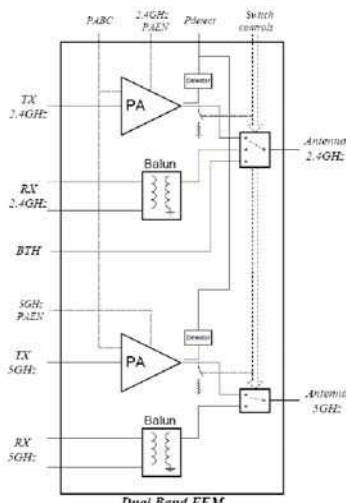 PABC
2.4GHz
PAEN
Pdetect
Switch
controls
Detector
TX
2.4GHz
PA
Antenna
2.4GHz
Balun
RX
2.4GHz
BTH
5GHz
PAEN
Detector
TX
5GHz
PA
Antenna
5GHz
Balun
RX
5GHz
Dual Band FEM